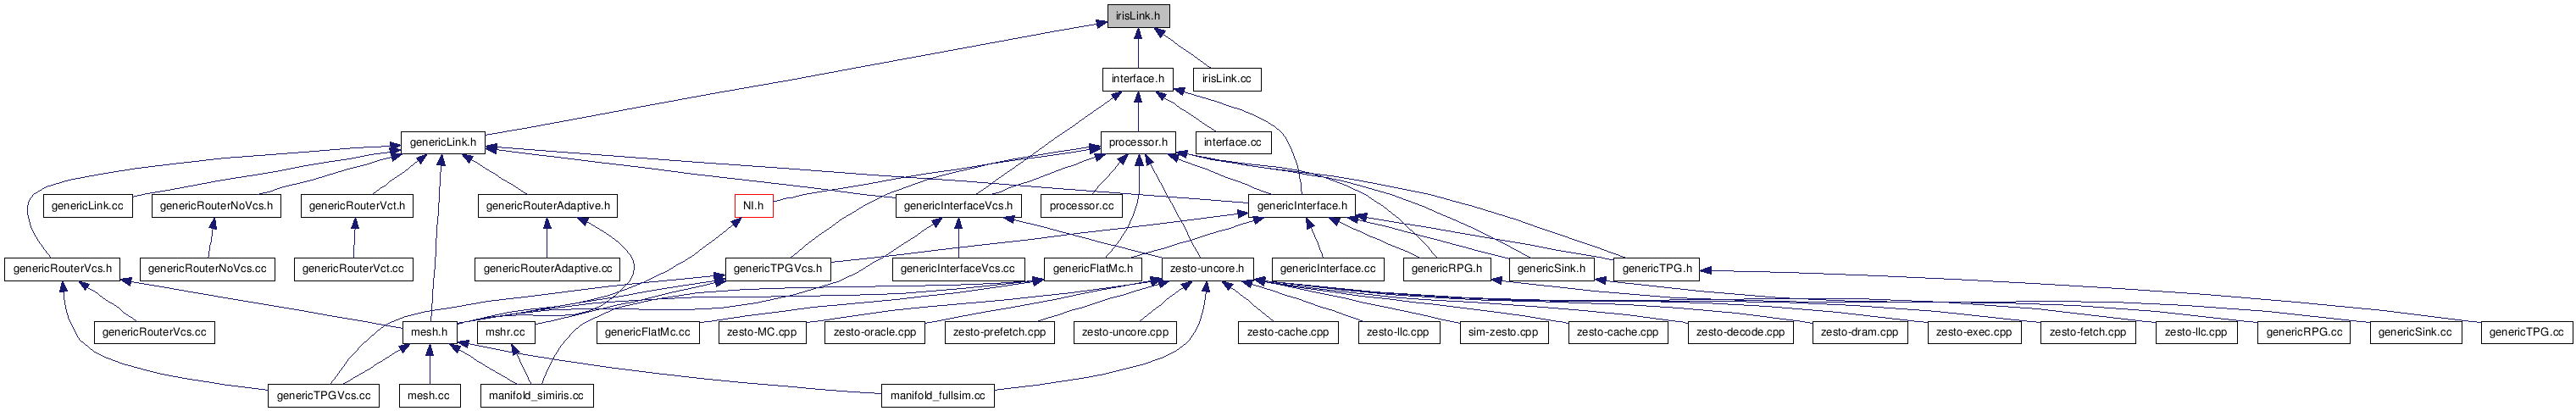 irisLink.h
interface.h
irisLink.cc
genericLink.h
processor.h
interface.cc
genericLink.cc
genericRouterNoVcs.h
genericRouterVct.h
genericRouterAdaptive.h
NI.h
genericInterfaceVcs.h
processor.cc
genericInterface.h
genericRouterVcs.h
genericRouterNoVcs.cc
genericRouterVct.cc
genericRouterAdaptive.cc
genericTPGVcs.h
genericInterfaceVcs.cc
genericFlatMc.h
zesto-uncore.h
genericInterface.cc
genericRPG.h
genericSink.h
genericTPG.h
genericRouterVcs.cc
mesh.h
mshr.cc
genericFlatMc.cc
zesto-MC.cpp
zesto-oracle.cpp
zesto-prefetch.cpp
zesto-uncore.cpp
zesto-cache.cpp
zesto-llc.cpp
sim-zesto.cpp
zesto-cache.cpp
zesto-decode.cpp
zesto-dram.cpp
zesto-exec.cpp
zesto-fetch.cpp
zesto-llc.cpp
genericRPG.cc
genericSink.cc
genericTPG.cc
genericTPGVcs.cc
mesh.cc
manifold_simiris.cc
manifold_fullsim.cc